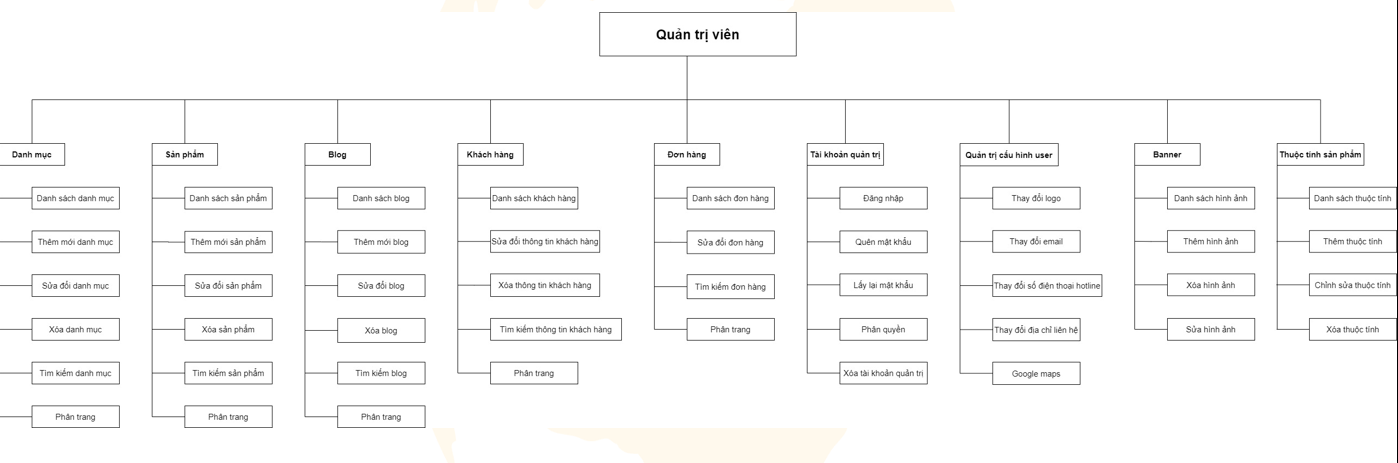 Quản trị viên
Danh mục
Sản phẩm
Blog
Khách hàng
Đơn hàng
Tài khoản quản trị
Quản trị cấu hình user
Banner
Thuộc tính sản phẩm
Danh sách danh mục
Danh sách sản phẩm
Danh sách blog
Danh sách khách hàng
Danh sách đơn hàng
Đăng nhập
Thay đổi logo
Danh sách hình ảnh
Danh sách thuộc tính
Thêm mới danh mục
Thêm mới sản phẩm
Thêm mới blog
Sửa đổi thông tin khách hàng
Sửa đổi đơn hàng
Quên mật khẩu
Thay đổi email
Thêm hình ảnh
Thêm thuộc tính
Sửa đổi danh mục
Sửa đổi sản phẩm
Sửa đổi blog
Xóa thông tin khách hàng
Tìm kiếm đơn hàng
Lấy lại mật khẩu
Thay đổi số điện thoại hotline
Xóa hình ảnh
Chỉnh sửa thuộc tính
Xóa danh mục
Xóa sản phẩm
Xóa blog
Tìm kiếm thông tin khách hàng
Phân trang
Phân quyền
Thay đổi địa chỉ liên hệ
Sửa hình ảnh
Xóa thuộc tính
Tìm kiếm danh mục
Tìm kiếm sản phẩm
Tìm kiếm blog
Phân trang
Xóa tài khoản quản trị
Google maps
Phân trang
Phân trang
Phân trang